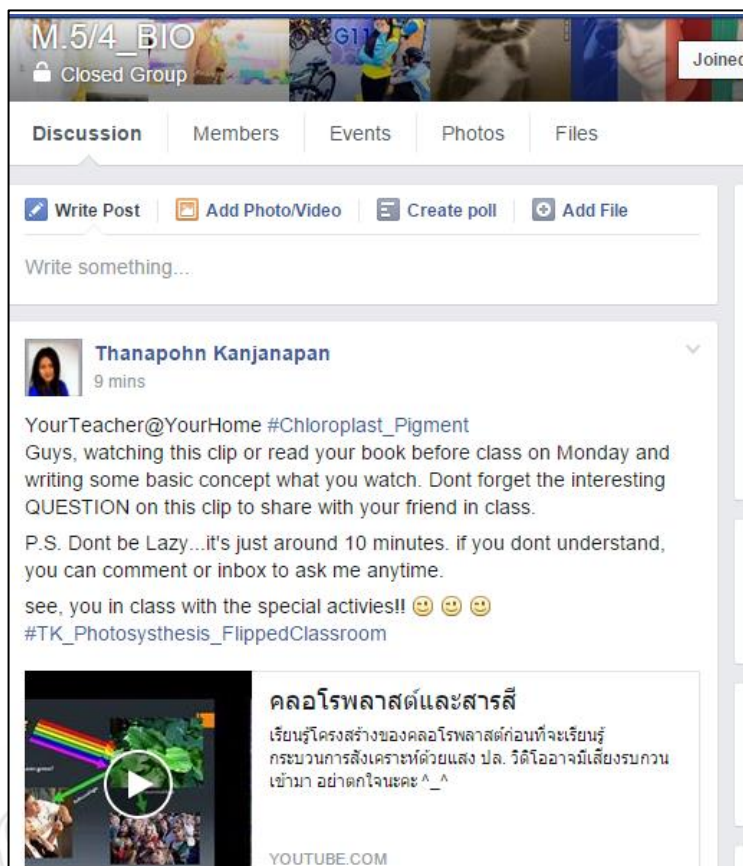 M.5/4_BIO
Closed Group
G11
Joined
Discussion Members Events Photos Files
Write Post Add Photo/Video Create poll Add File
Write something...
Thanapohn Kanjanapan
9 mins
YourTeacher@YourHome #Chloroplast_Pigment
Guys, watching this clip or read your book before class on Monday and
writing some basic concept what you watch. Dont forget the interesting
QUESTION on this clip to share with your friend in class.
P.S. Dont be Lazy...it's just around 10 minutes. if you dont understand,
you can comment or inbox to ask me anytime.
see, you in class with the special activies!!
#TK_Photosysthesis_FlippedClassroom
คลอโรพลาสต์และสารสี
เรียนรู้โครงสร้างของคลอโรพลาสต์ก่อนที่จะเรียนรู้
กระบวนการสังเคราะห์ด้วยแสง ปล. วิดิโออาจมีเสียงรบกวน
เข้ามา อย่าตกใจนะคะ ^_^
YOUTUBE.COM